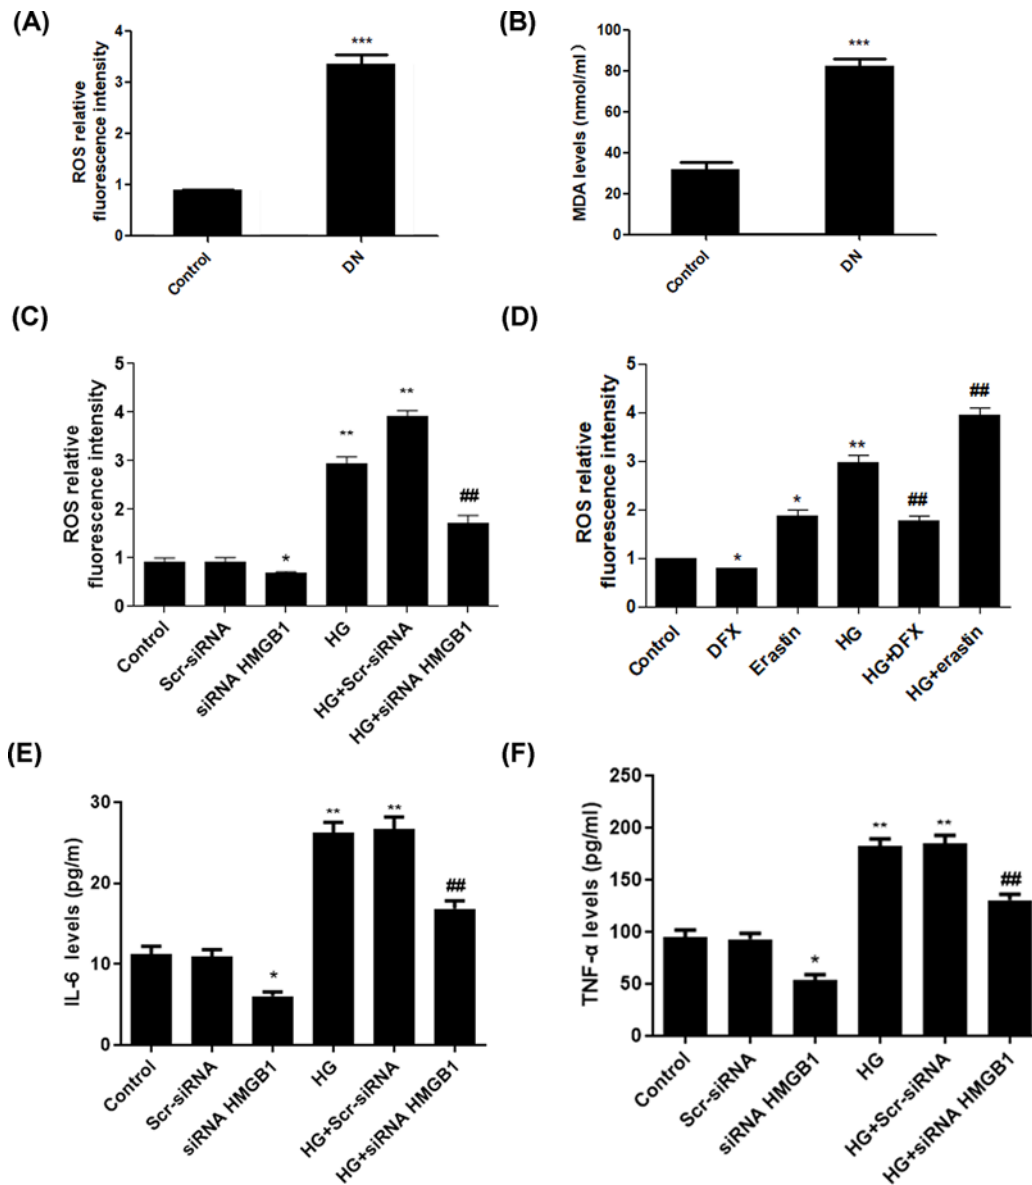 (A)
ROS relative
fluorescence intensity
4
3
2
1
0
***
Control
DN
(B)
MDA levels (nmol/ml)
100
80
60
40
20
0
***
Control
DN
(C)
ROS relative
fluorescence intensity
5
4
3
2
1
0
*
**
**
##
Control
Scr-siRNA
siRNA HMGB1
HG
HG+Scr-siRNA
HG+siRNA HMGB1
(D)
ROS relative
fluorescence intensity
5
4
3
2
1
0
*
*
**
##
##
Control
DFX
Erastin
HG
HG+DFX
HG+erastin
(E)
IL-6 levels (pg/m)
30
20
10
0
*
**
**
##
Control
Scr-siRNA
siRNA HMGB1
HG
HG+Scr-siRNA
HG+siRNA HMGB1
(F)
TNF-α levels (pg/ml)
250
200
150
100
50
0
*
**
**
##
Control
Scr-siRNA
siRNA HMGB1
HG
HG+Scr-siRNA
HG+siRNA HMGB1